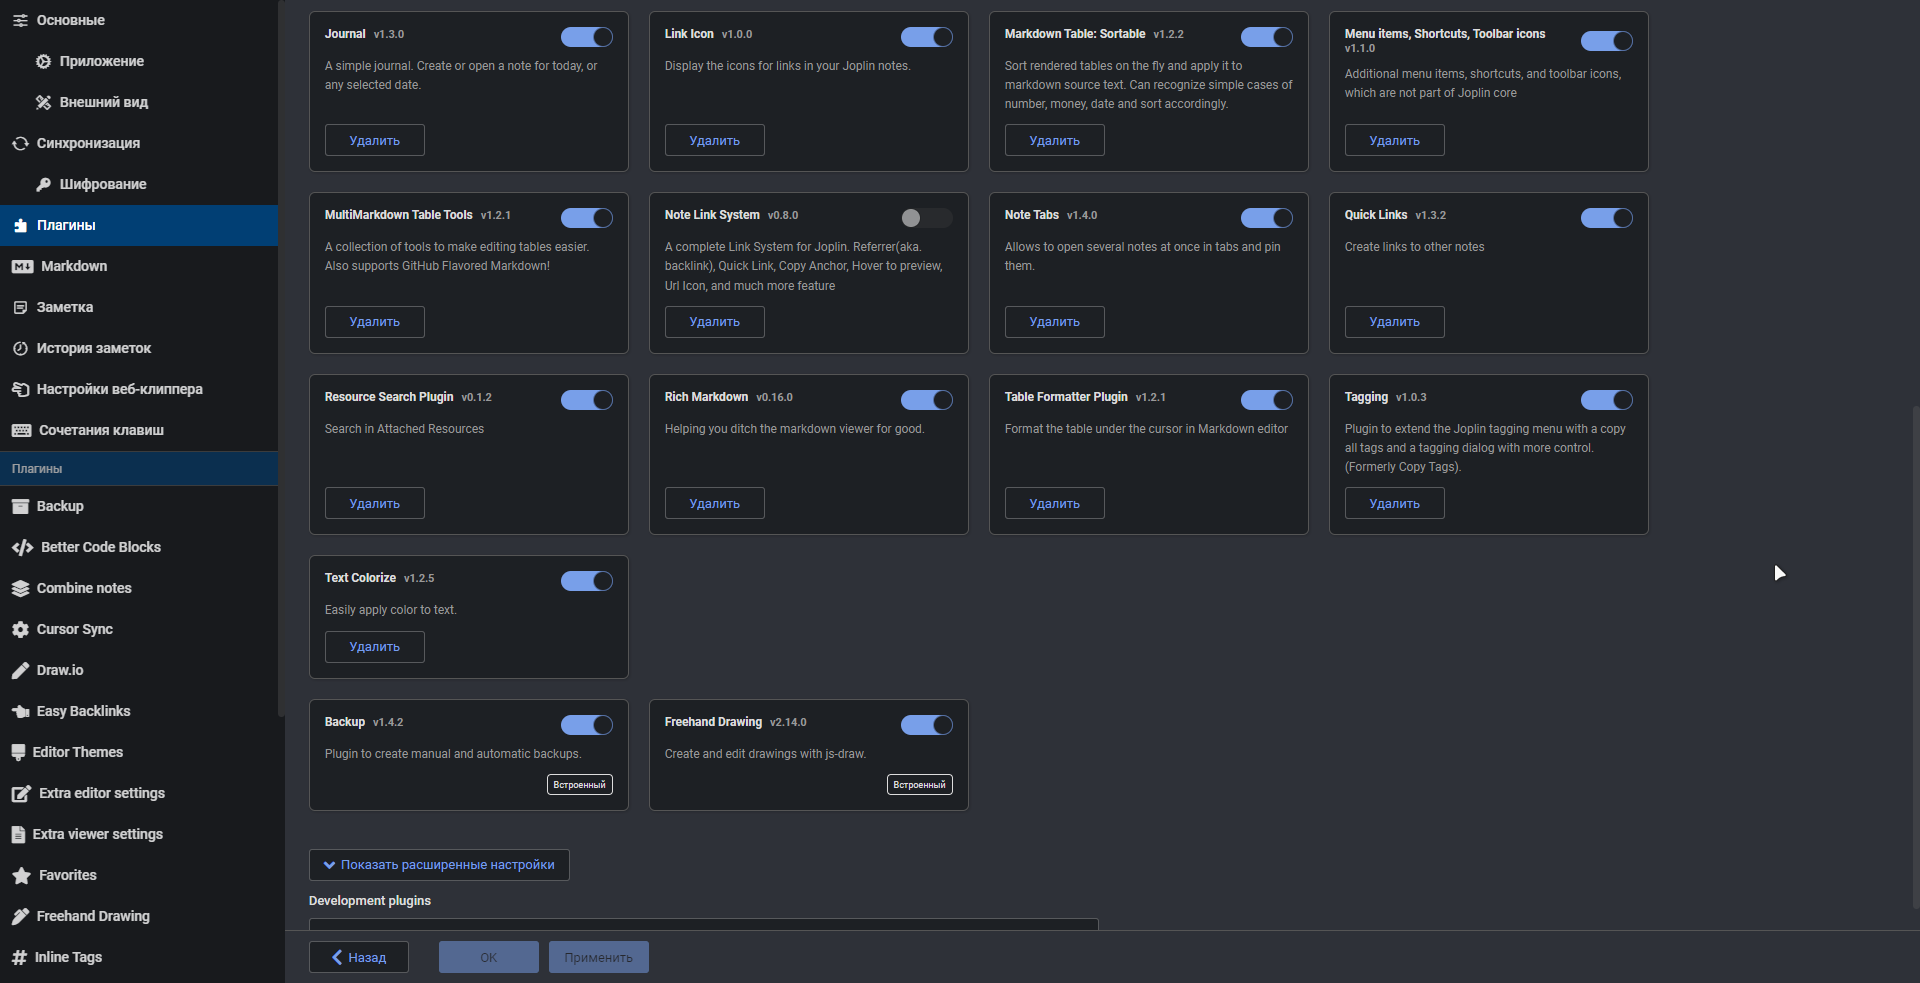 Основные
Приложение
Внешний вид
Синхронизация
Шифрование
Плагины
Markdown
Заметка
История заметок
Настройки веб-клиппера
Сочетания клавиш
Плагины
Backup
Better Code Blocks
Combine notes
Cursor Sync
Draw.io
Easy Backlinks
Editor Themes
Extra editor settings
Extra viewer settings
Favorites
Freehand Drawing
Inline Tags
Journal v1.3.0
A simple journal. Create or open a note for today, or
any selected date.
Удалить
Link Icon v1.0.0
Display the icons for links in your Joplin notes.
Удалить
Markdown Table: Sortable v1.2.2
Sort rendered tables on the fly and apply it to
markdown source text. Can recognize simple cases of
number, money, date and sort accordingly.
Удалить
Menu items, Shortcuts, Toolbar icons
v1.1.0
Additional menu items, shortcuts, and toolbar icons,
which are not part of Joplin core
Удалить
MultiMarkdown Table Tools v1.2.1
A collection of tools to make editing tables easier.
Also supports GitHub Flavored Markdown!
Удалить
Note Link System v0.8.0
A complete Link System for Joplin. Referrer(aka.
backlink), Quick Link, Copy Anchor, Hover to preview,
Url Icon, and much more feature
Удалить
Note Tabs v1.4.0
Allows to open several notes at once in tabs and pin
them.
Удалить
Quick Links v1.3.2
Create links to other notes
Удалить
Resource Search Plugin v0.1.2
Search in Attached Resources
Удалить
Rich Markdown v0.16.0
Helping you ditch the markdown viewer for good.
Удалить
Table Formatter Plugin v1.2.1
Format the table under the cursor in Markdown editor
Удалить
Tagging v1.0.3
Plugin to extend the Joplin tagging menu with a copy
all tags and a tagging dialog with more control.
(Formerly Copy Tags).
Удалить
Text Colorize v1.2.5
Easily apply color to text.
Удалить
Backup v1.4.2
Plugin to create manual and automatic backups.
Встроенный
Freehand Drawing v2.14.0
Create and edit drawings with js-draw.
Встроенный
Показать расширенные настройки
Development plugins
Назад
OK
Применить